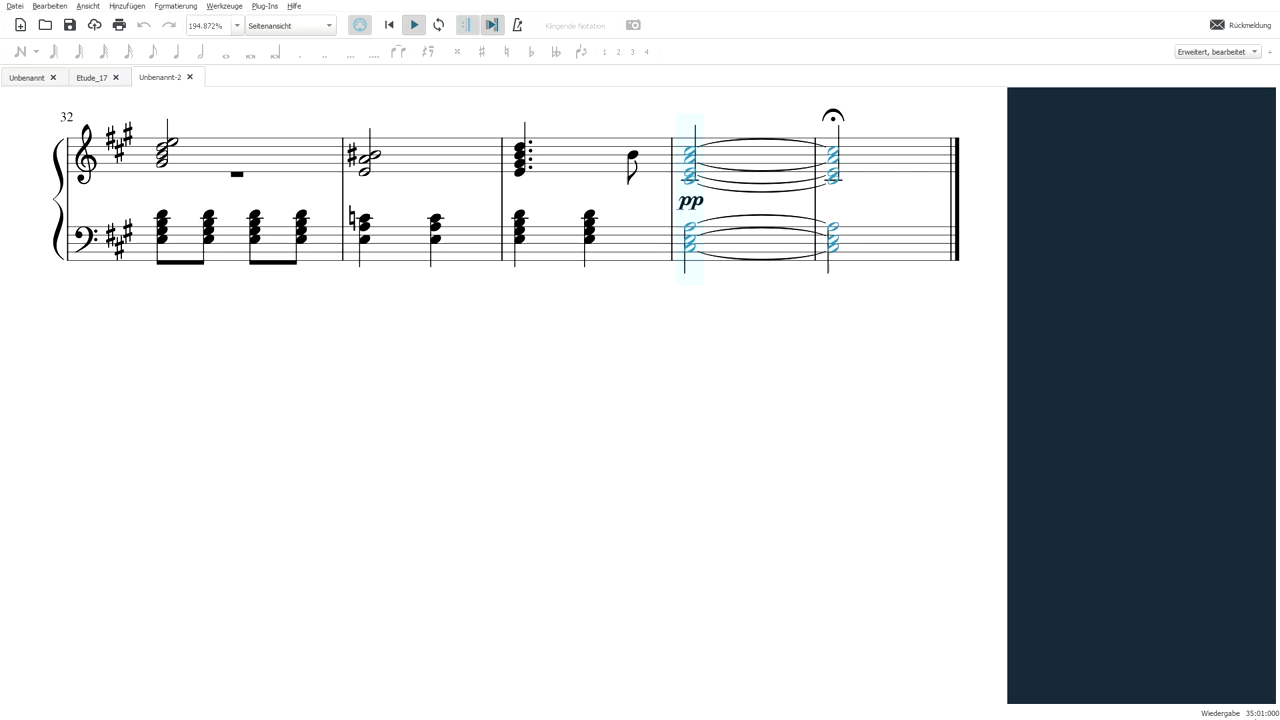 Datei Bearbeiten Ansicht Hinzufügen Formatierung Werkzeuge Plug-Ins Hilfe
194.872% Seitenansicht Klingende Notation Rückmeldung
1 2 3 4 Erweitert, bearbeitet
Unbenannt Etude_17 Unbenannt-2
32
pp
Wiedergabe 35:01:000